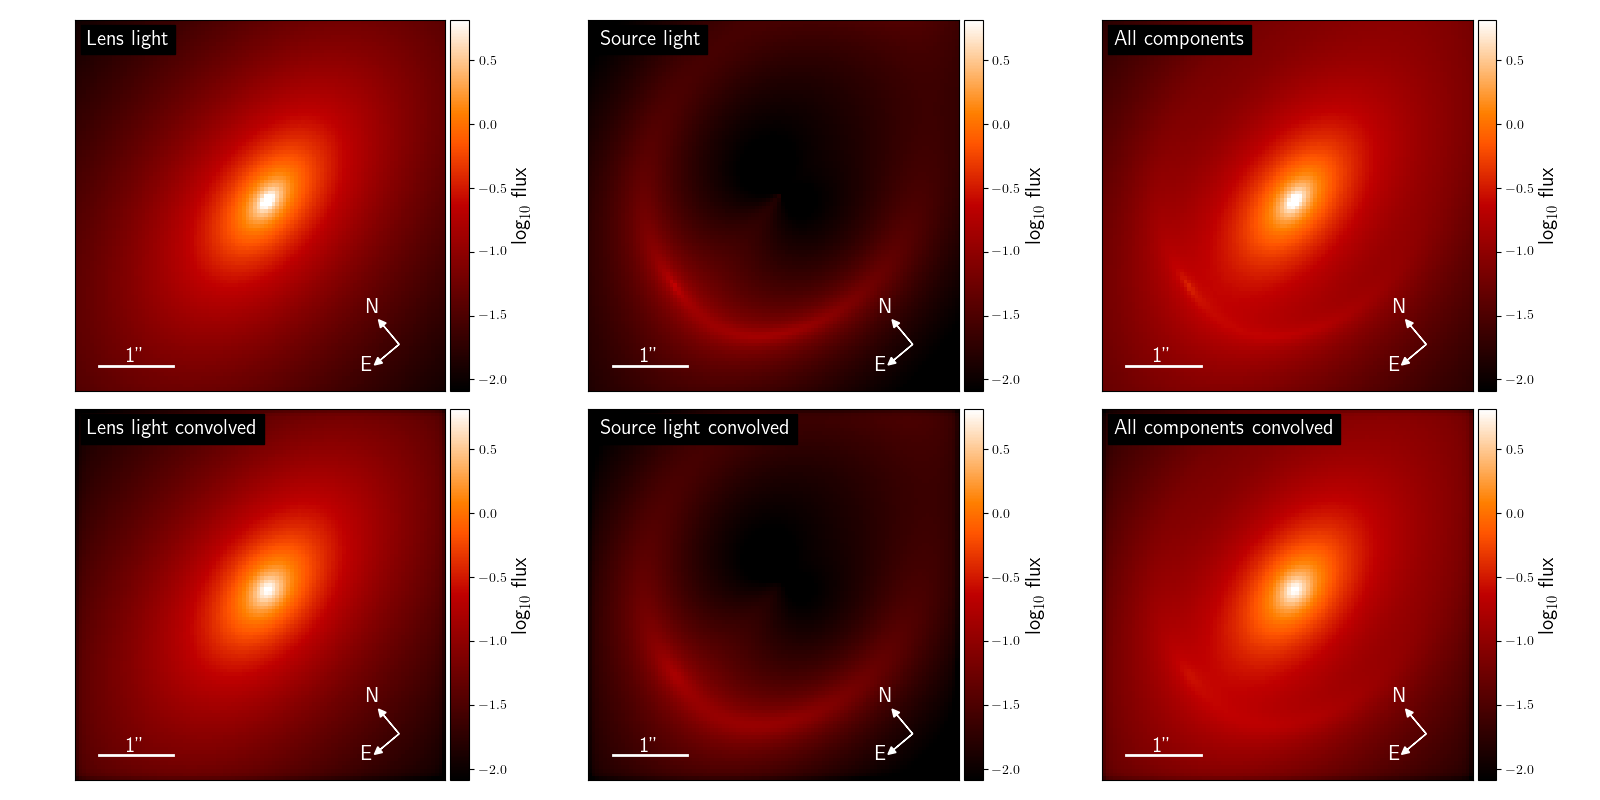 Lens light
0.5
0.0
−0.5
−1.0
−1.5
−2.0
log10 flux
N
E
1"
Source light
0.5
0.0
−0.5
−1.0
−1.5
−2.0
log10 flux
N
E
1"
All components
0.5
0.0
−0.5
−1.0
−1.5
−2.0
log10 flux
N
E
1"
Lens light convolved
0.5
0.0
−0.5
−1.0
−1.5
−2.0
log10 flux
N
E
1"
Source light convolved
0.5
0.0
−0.5
−1.0
−1.5
−2.0
log10 flux
N
E
1"
All components convolved
0.5
0.0
−0.5
−1.0
−1.5
−2.0
log10 flux
N
E
1"